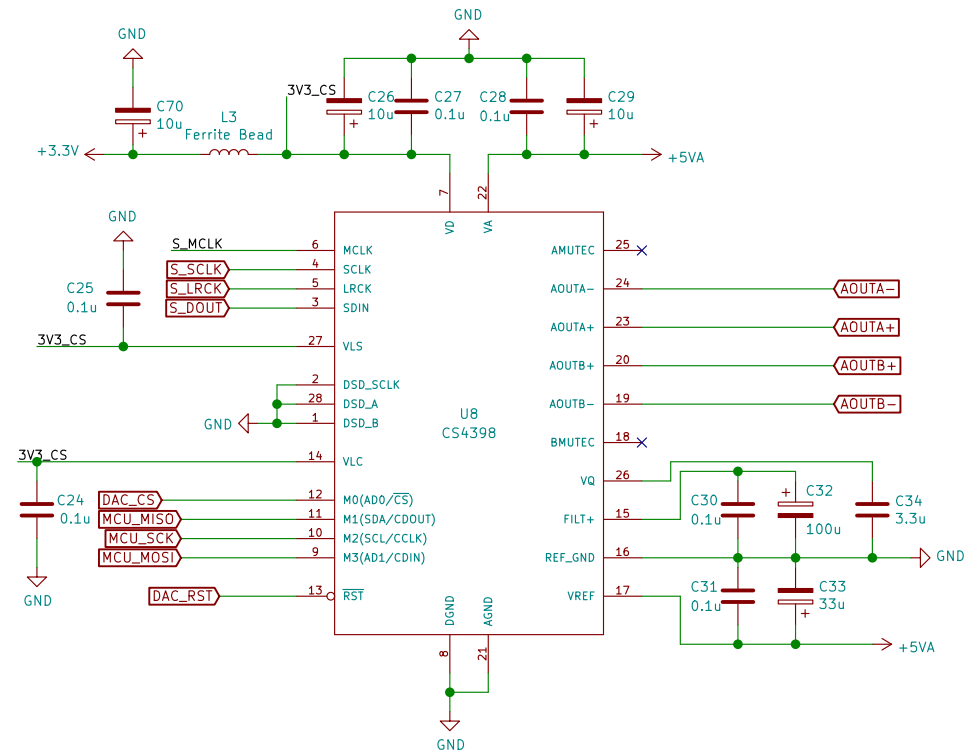 GND
GND
C70
10u
L3
Ferrite Bead
3V3_CS
C26
10u
C27
0.1u
C28
0.1u
C29
10u
+3.3V
+5VA
7
22
VD
VA
GND
C25
0.1u
S_MCLK
6
MCLK
S_SCLK
4
SCLK
S_LRCK
5
LRCK
S_DOUT
3
SDIN
3V3_CS
27
VLS
2
DSD_SCLK
28
DSD_A
GND
1
DSD_B
3V3_CS
14
VLC
C24
0.1u
GND
DAC_CS
12
M0(AD0/CS)
MCU_MISO
11
M1(SDA/CDOUT)
MCU_SCK
10
M2(SCL/CCLK)
MCU_MOSI
9
M3(AD1/CDIN)
DAC_RST
13
RST
U8
CS4398
AMUTEC
25
AOUTA-
24
AOUTA-
AOUTA+
23
AOUTA+
AOUTB+
20
AOUTB+
AOUTB-
19
AOUTB-
BMUTEC
18
VQ
26
FILT+
15
REF_GND
16
VREF
17
C30
0.1u
C32
100u
C34
3.3u
GND
C31
0.1u
C33
33u
+5VA
DGND
AGND
8
21
GND